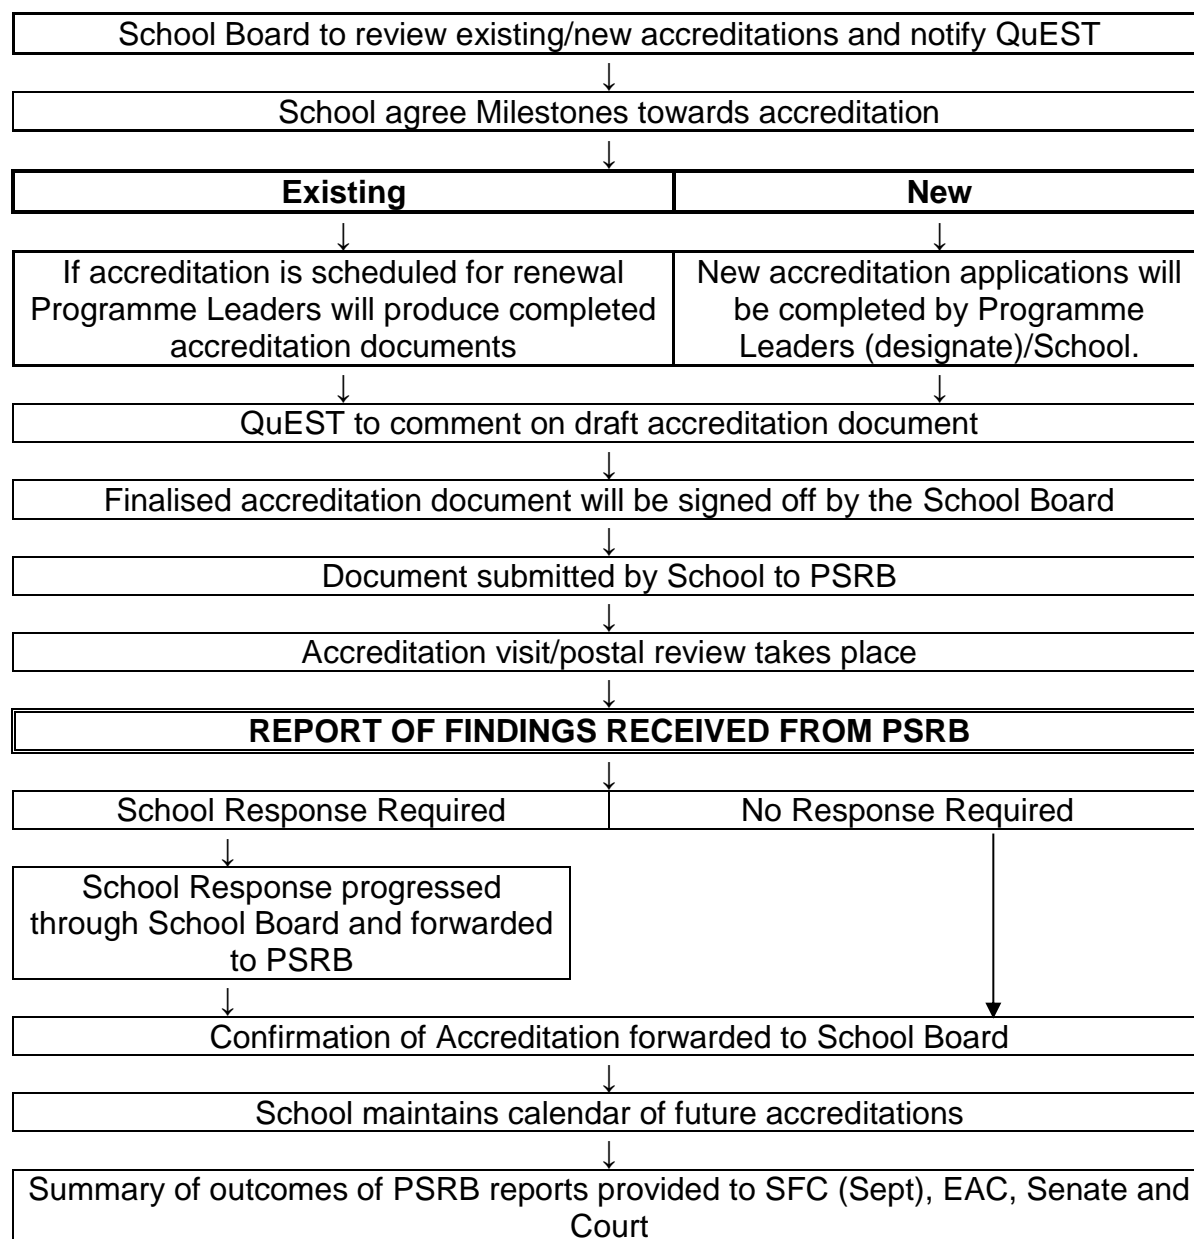 School Board to review existing/new accreditations and notify QuEST
↓
School agree Milestones towards accreditation
↓
Existing
New
↓
↓
If accreditation is scheduled for renewal
Programme Leaders will produce completed
accreditation documents
New accreditation applications will
be completed by Programme
Leaders (designate)/School.
↓
↓
QuEST to comment on draft accreditation document
↓
Finalised accreditation document will be signed off by the School Board
↓
Document submitted by School to PSRB
↓
Accreditation visit/postal review takes place
↓
REPORT OF FINDINGS RECEIVED FROM PSRB
↓
School Response Required
No Response Required
↓
School Response progressed
through School Board and forwarded
to PSRB
↓
Confirmation of Accreditation forwarded to School Board
↓
School maintains calendar of future accreditations
↓
Summary of outcomes of PSRB reports provided to SFC (Sept), EAC, Senate and
Court